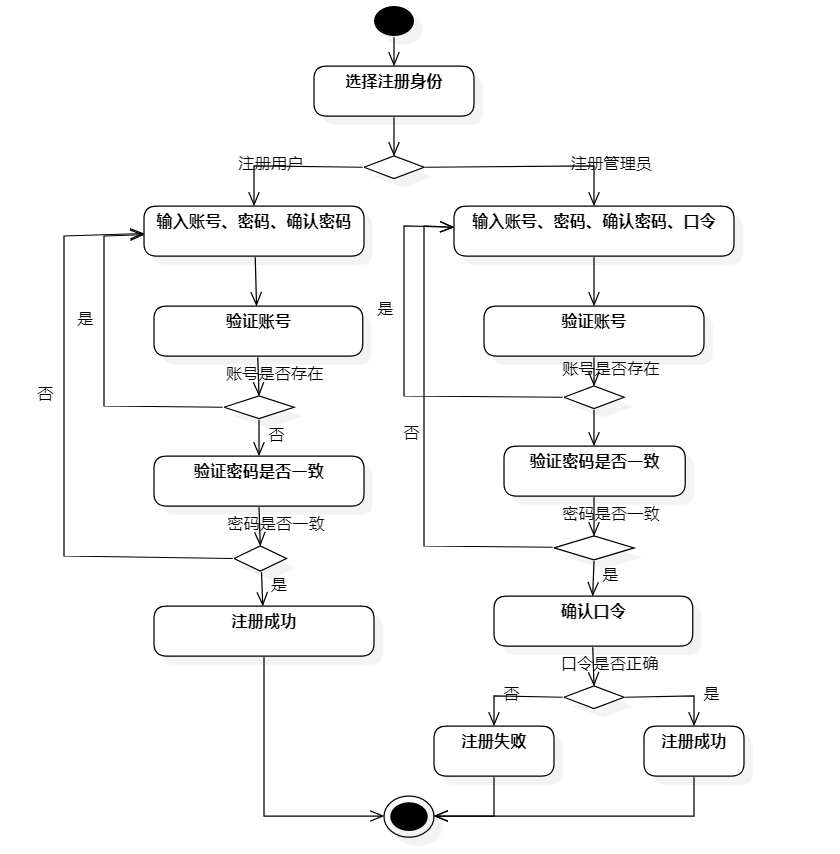 选择注册身份
注册用户
注册管理员
输入账号、密码、确认密码
输入账号、密码、确认密码、口令
是
是
验证账号
验证账号
账号是否存在
账号是否存在
否
否
否
验证密码是否一致
验证密码是否一致
密码是否一致
密码是否一致
是
是
注册成功
确认口令
口令是否正确
否
是
注册失败
注册成功